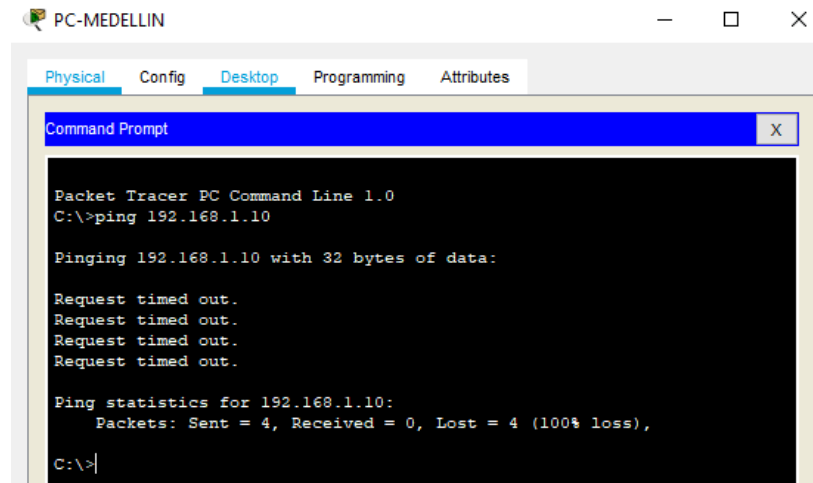 PC-MEDELLIN
Physical Config Desktop Programming Attributes
Command Prompt X
Packet Tracer PC Command Line 1.0
C:\>ping 192.168.1.10
Pinging 192.168.1.10 with 32 bytes of data:
Request timed out.
Request timed out.
Request timed out.
Request timed out.
Ping statistics for 192.168.1.10:
    Packets: Sent = 4, Received = 0, Lost = 4 (100% loss),
C:\>